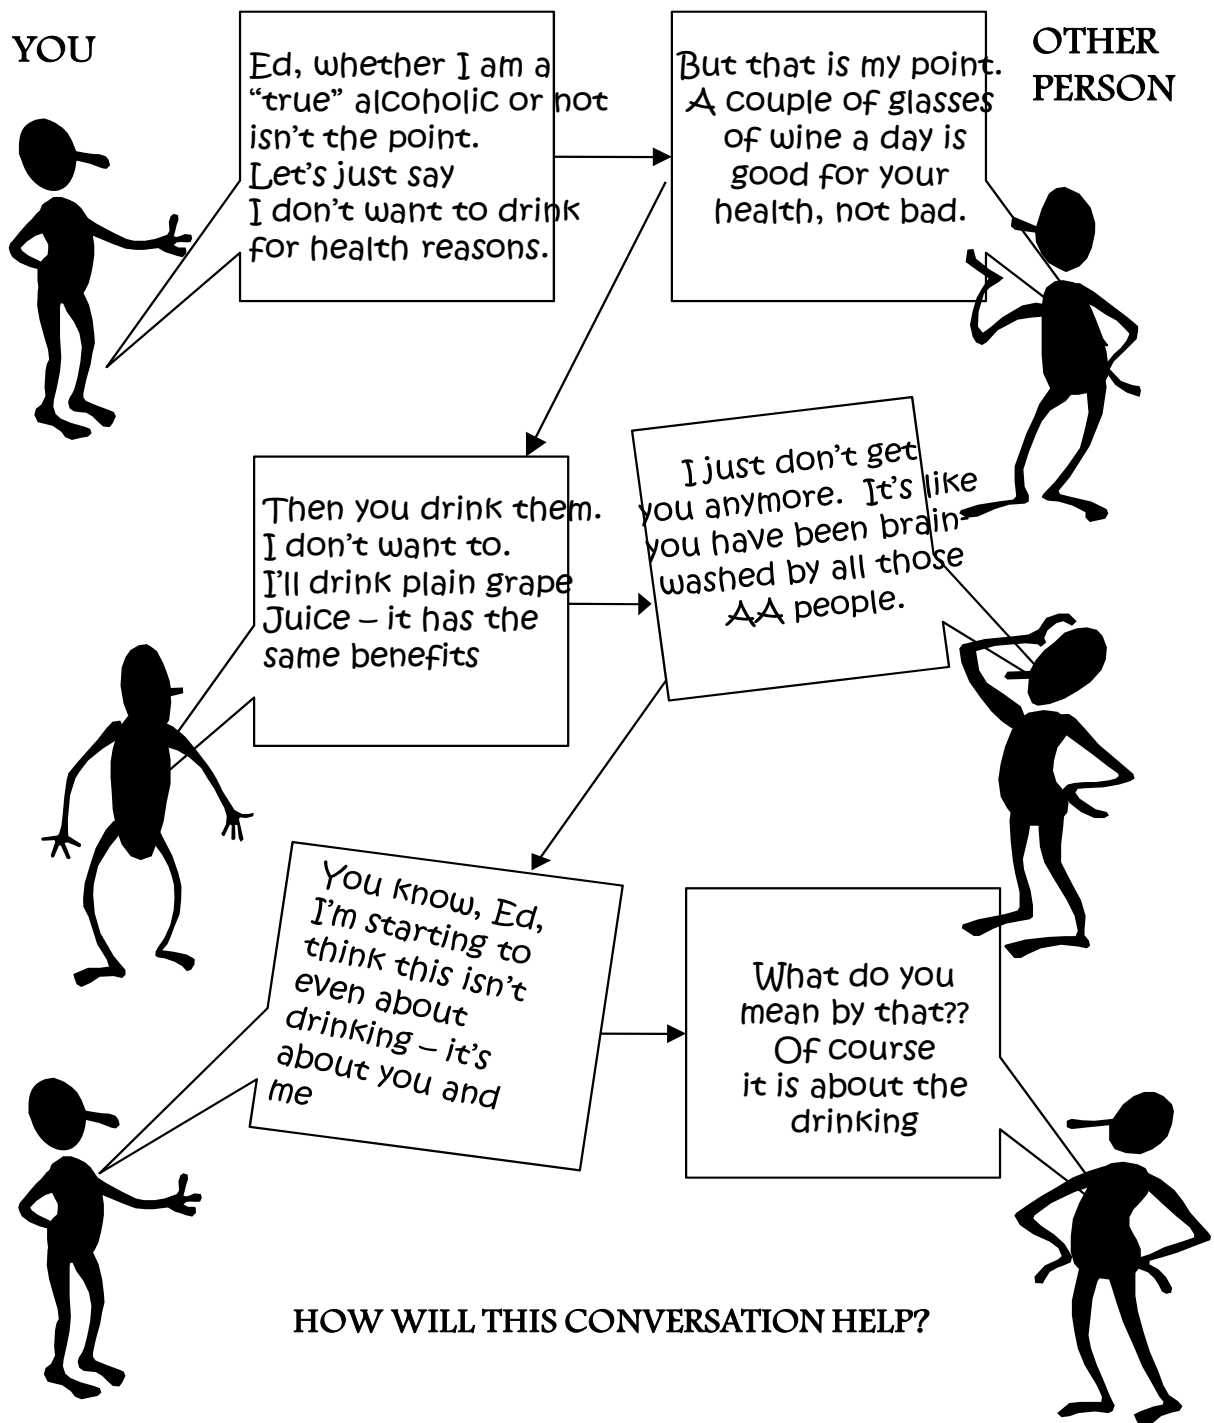 YOU
Ed, whether I am a
“true” alcoholic or not
isn’t the point.
Let’s just say
I don’t want to drink
for health reasons.
But that is my point.
A couple of glasses
of wine a day is
good for your
health, not bad.
OTHER
PERSON
Then you drink them.
I don’t want to.
I’ll drink plain grape
Juice – it has the
same benefits
I just don’t get
you anymore.  It’s like
you have been brain-
washed by all those
AA people.
You know, Ed,
I’m starting to
think this isn’t
even about
drinking – it’s
about you and
me
What do you
mean by that??
Of course
it is about the
drinking
HOW WILL THIS CONVERSATION HELP?